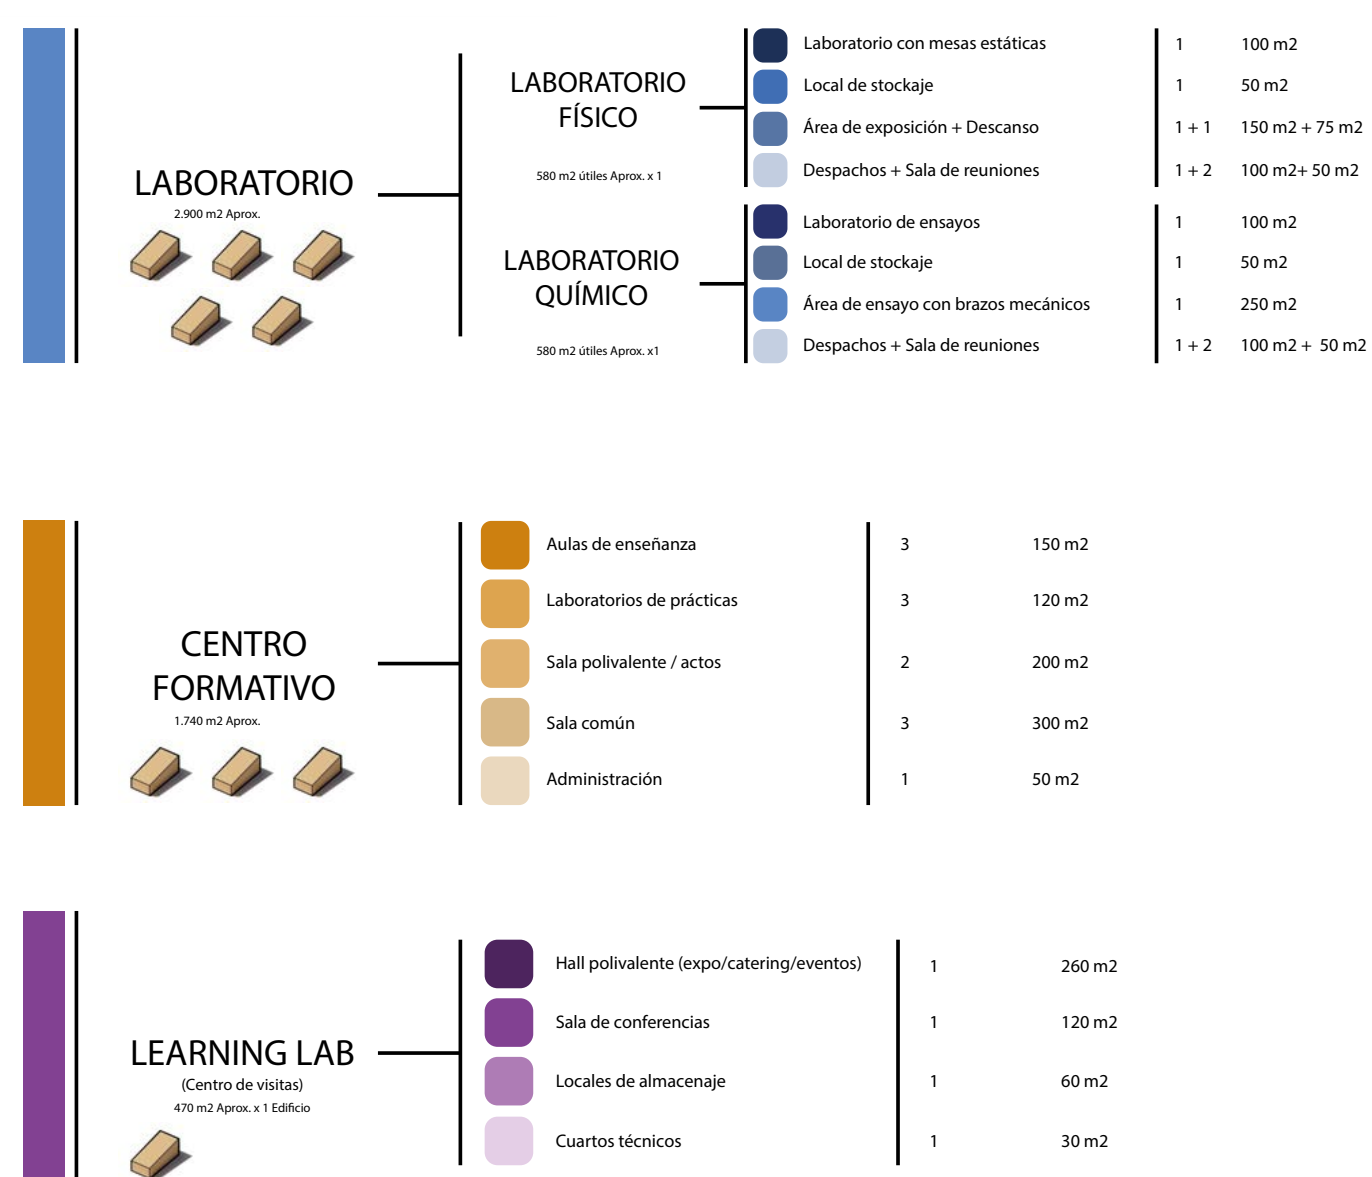 LABORATORIO
2.900 m2 Aprox.
LABORATORIO
FÍSICO
580 m2 útiles Aprox. x 1
Laboratorio con mesas estáticas 1 100 m2
Local de stockaje 1 50 m2
Área de exposición + Descanso 1 + 1 150 m2 + 75 m2
Despachos + Sala de reuniones 1 + 2 100 m2+ 50 m2
LABORATORIO
QUÍMICO
580 m2 útiles Aprox. x1
Laboratorio de ensayos 1 100 m2
Local de stockaje 1 50 m2
Área de ensayo con brazos mecánicos 1 250 m2
Despachos + Sala de reuniones 1 + 2 100 m2 + 50 m2
CENTRO
FORMATIVO
1.740 m2 Aprox.
Aulas de enseñanza 3 150 m2
Laboratorios de prácticas 3 120 m2
Sala polivalente / actos 2 200 m2
Sala común 3 300 m2
Administración 1 50 m2
LEARNING LAB
(Centro de visitas)
470 m2 Aprox. x 1 Edificio
Hall polivalente (expo/catering/eventos) 1 260 m2
Sala de conferencias 1 120 m2
Locales de almacenaje 1 60 m2
Cuartos técnicos 1 30 m2